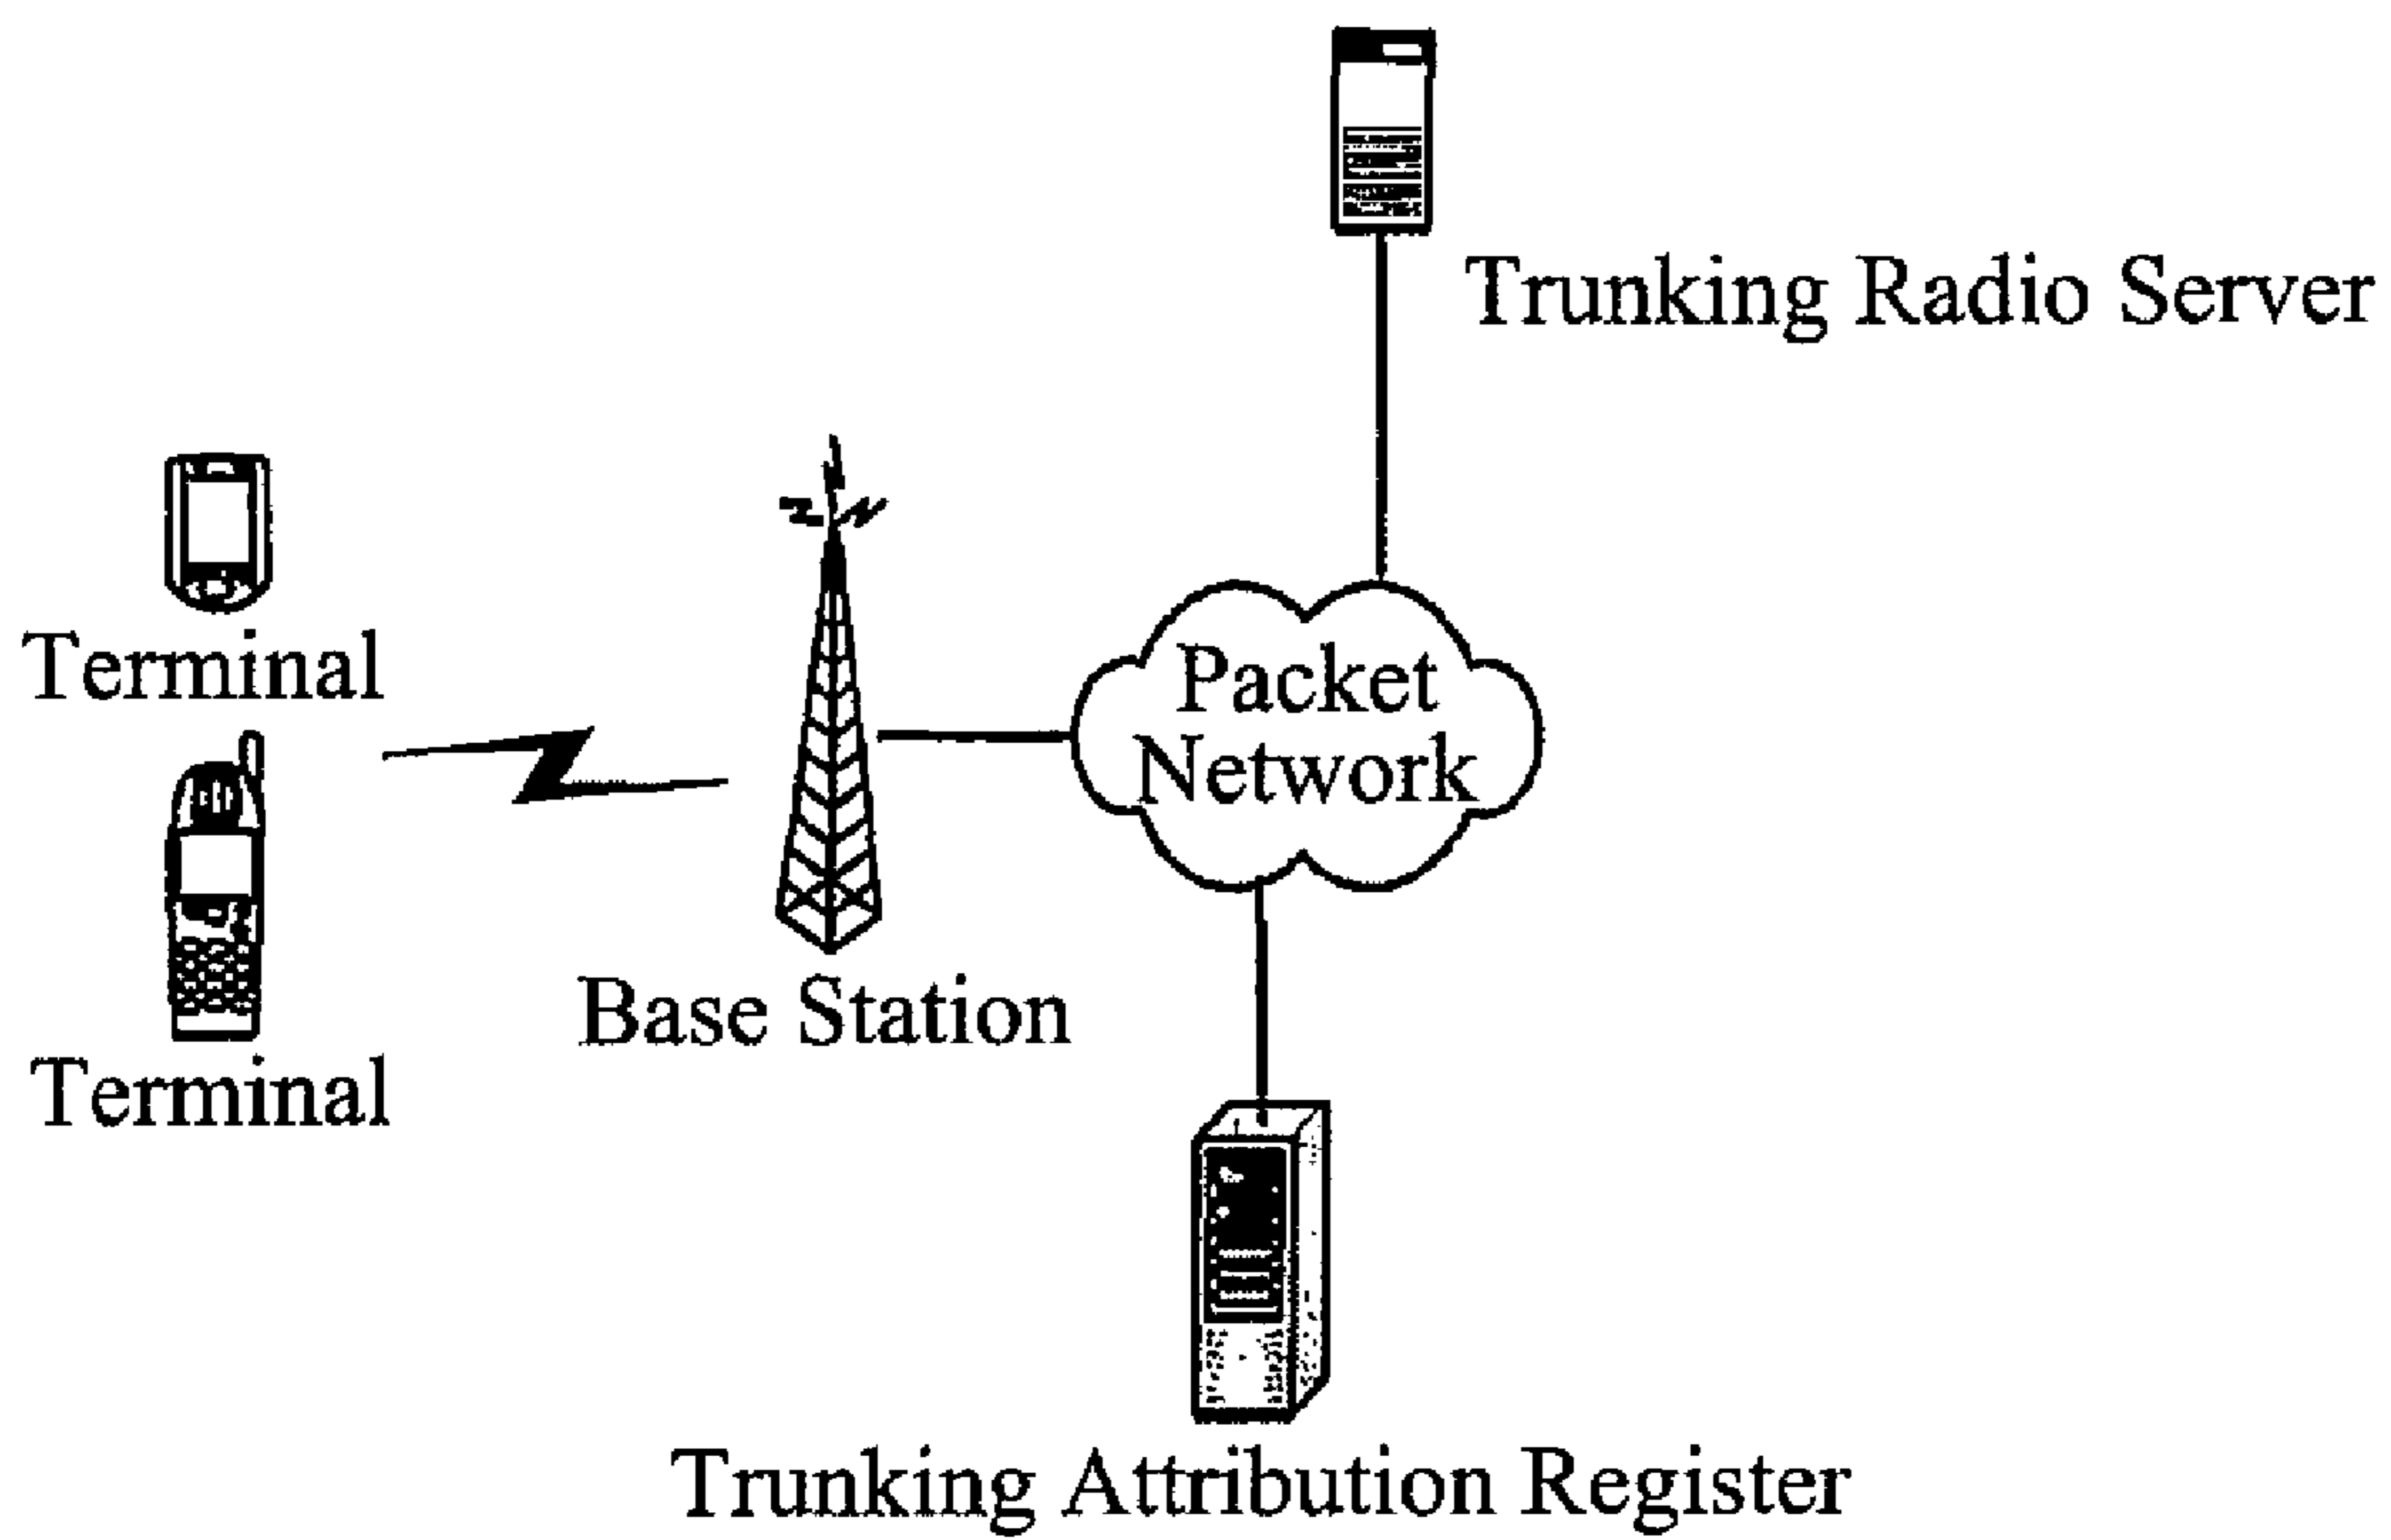 Trunking Radio Server
Terminal
Packet
Network
Base Station
Terminal
Trunking Attribution Register